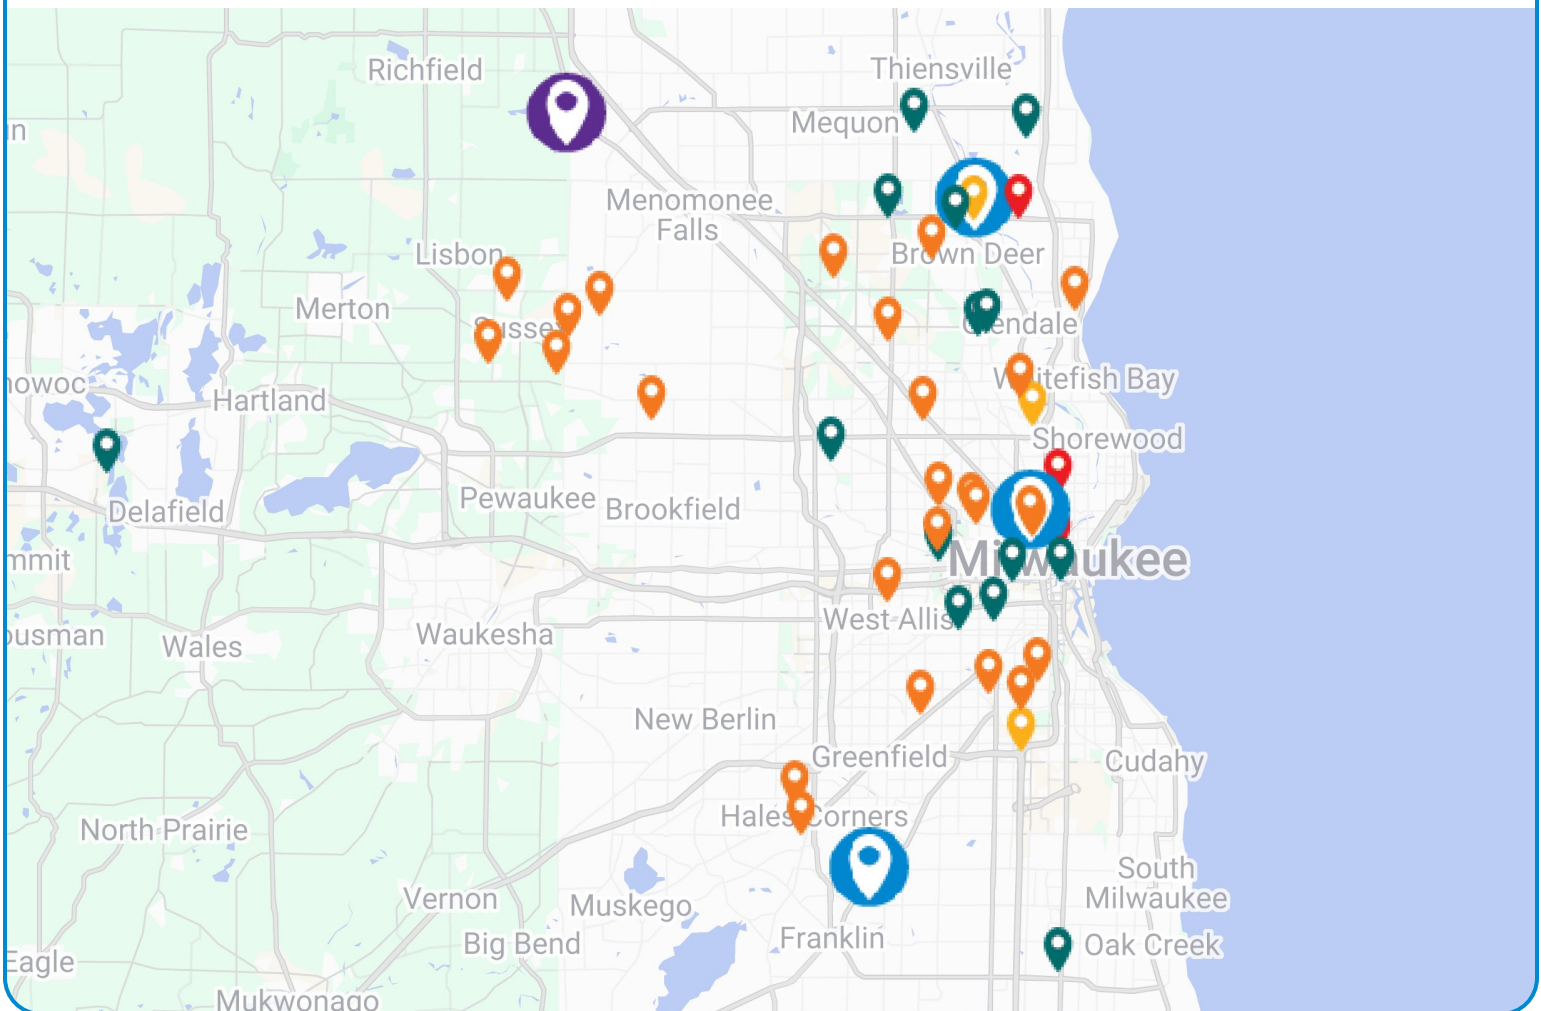 Richfield
Thiensville
Mequon
Menomonee
Falls
Lisbon
Brown Deer
Merton
Sussex
Glendale
Whitefish Bay
Hartland
Shorewood
Pewaukee
Brookfield
Delafield
Milwaukee
West Allis
Waukesha
Wales
New Berlin
Greenfield
Cudahy
Hales Corners
North Prairie
South
Milwaukee
Vernon
Muskego
Franklin
Big Bend
Oak Creek
Eagle
Mukwonago